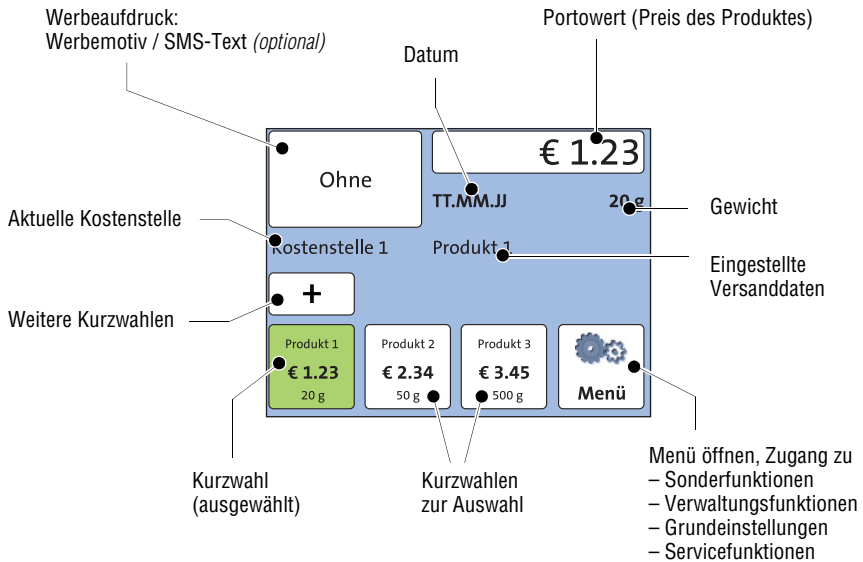 Werbeaufdruck:
Werbemotiv / SMS-Text (optional)
Portowert (Preis des Produktes)
Datum
€ 1.23
Ohne
TT.MM.JJ
20 g
Gewicht
Aktuelle Kostenstelle
Kostenstelle 1
Produkt 1
Eingestellte
Versanddaten
+
Weitere Kurzwahlen
Produkt 1
€ 1.23
20 g
Produkt 2
€ 2.34
50 g
Produkt 3
€ 3.45
500 g
Menü
Kurzwahl
(ausgewählt)
Kurzwahlen
zur Auswahl
Menü öffnen, Zugang zu
– Sonderfunktionen
– Verwaltungsfunktionen
– Grundeinstellungen
– Servicefunktionen